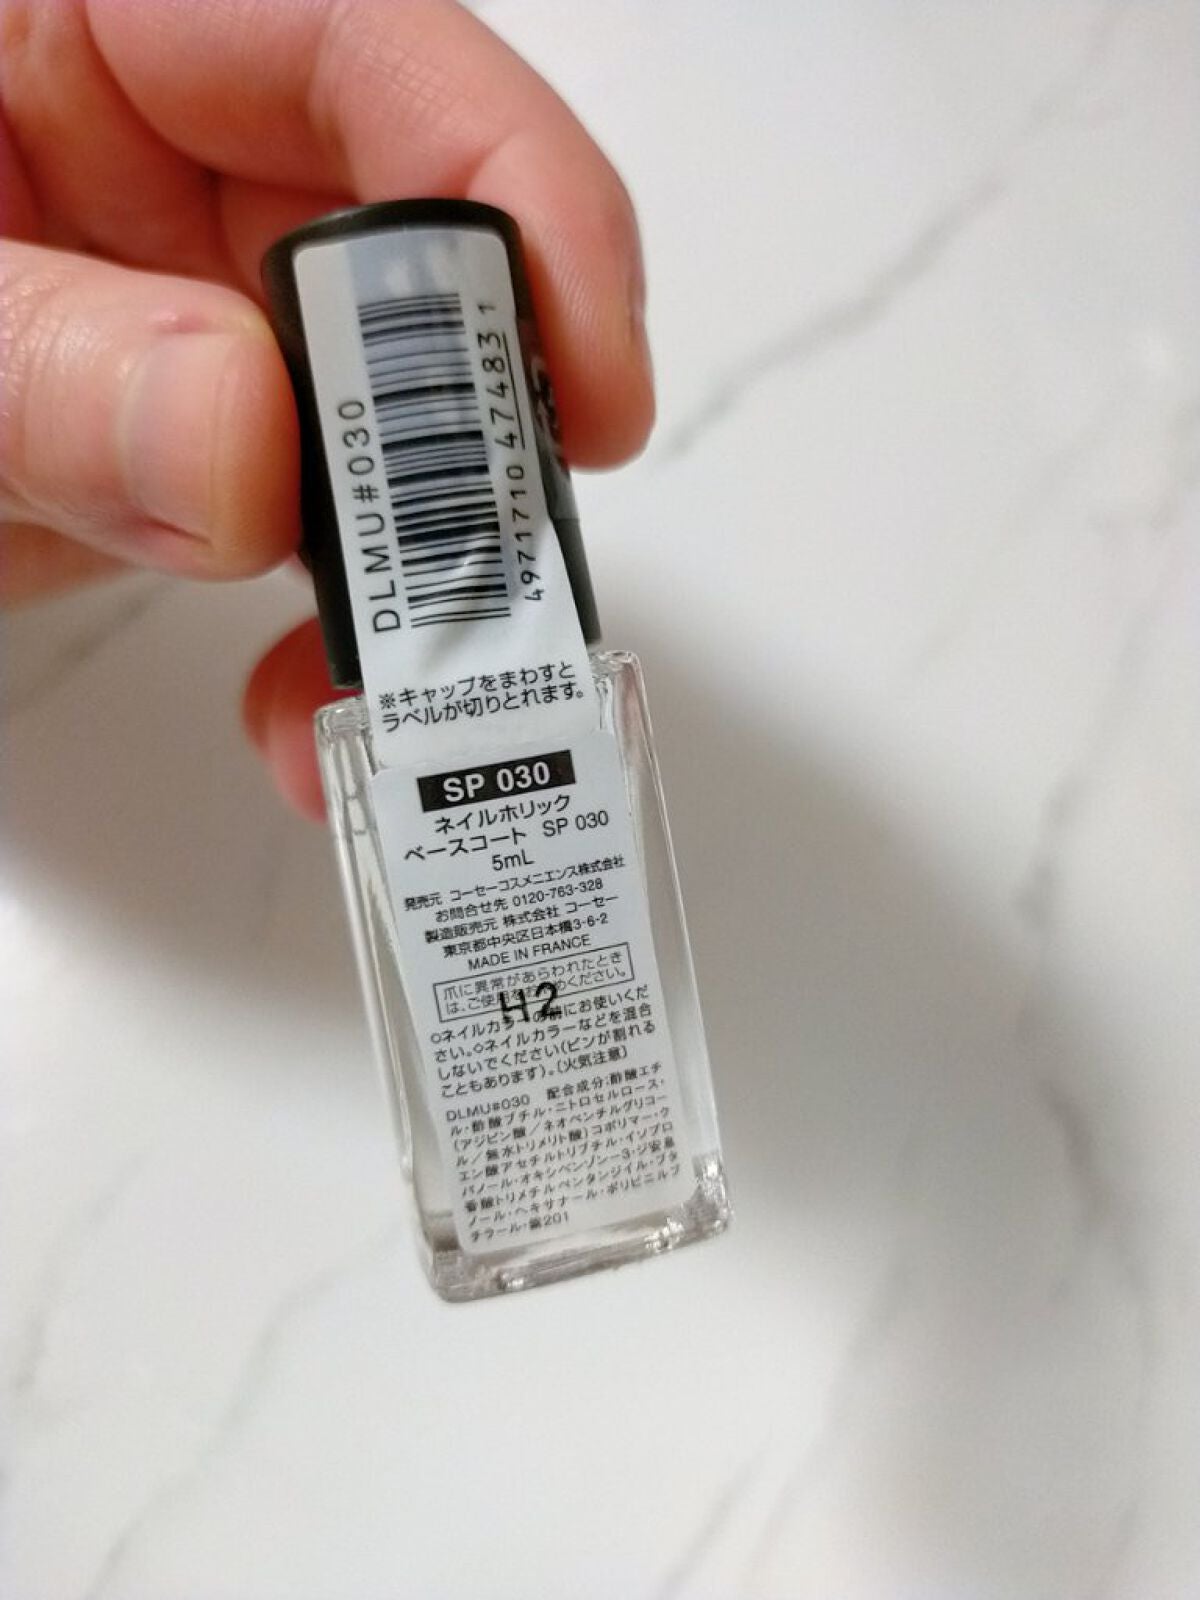 DLMU#030
4971710 47483 1
※キャップをまわすと
ラベルが切りとれます。
SP 030
ネイルホリック
ベースコート SP 030
5mL
発売元 コーセーコスメニエンス株式会社
お問合せ先 0120-763-328
製造販売元 株式会社 コーセー
東京都中央区日本橋3-6-2
MADE IN FRANCE
爪に異常があらわれたとき
は、ご使用をおやめください。
H2
○ネイルカラーの前にお使いくだ
さい。○ネイルカラーなどを混合
しないでください(ビンが割れる
こともあります)。(火気注意)
DLMU#030 配合成分:酢酸エチ
ル・酢酸ブチル・ニトロセルロース・
(アジピン酸/ネオペンチルグリコー
ル/無水トリメリト酸)コポリマー・ク
エン酸アセチルトリブチル・イソプロ
パノール・オキシベンゾン-3・ジ安息
香酸トリメチルペンタンジイル・ブタ
ノール・ヘキサナール・ポリビニルブ
チラール・紫201